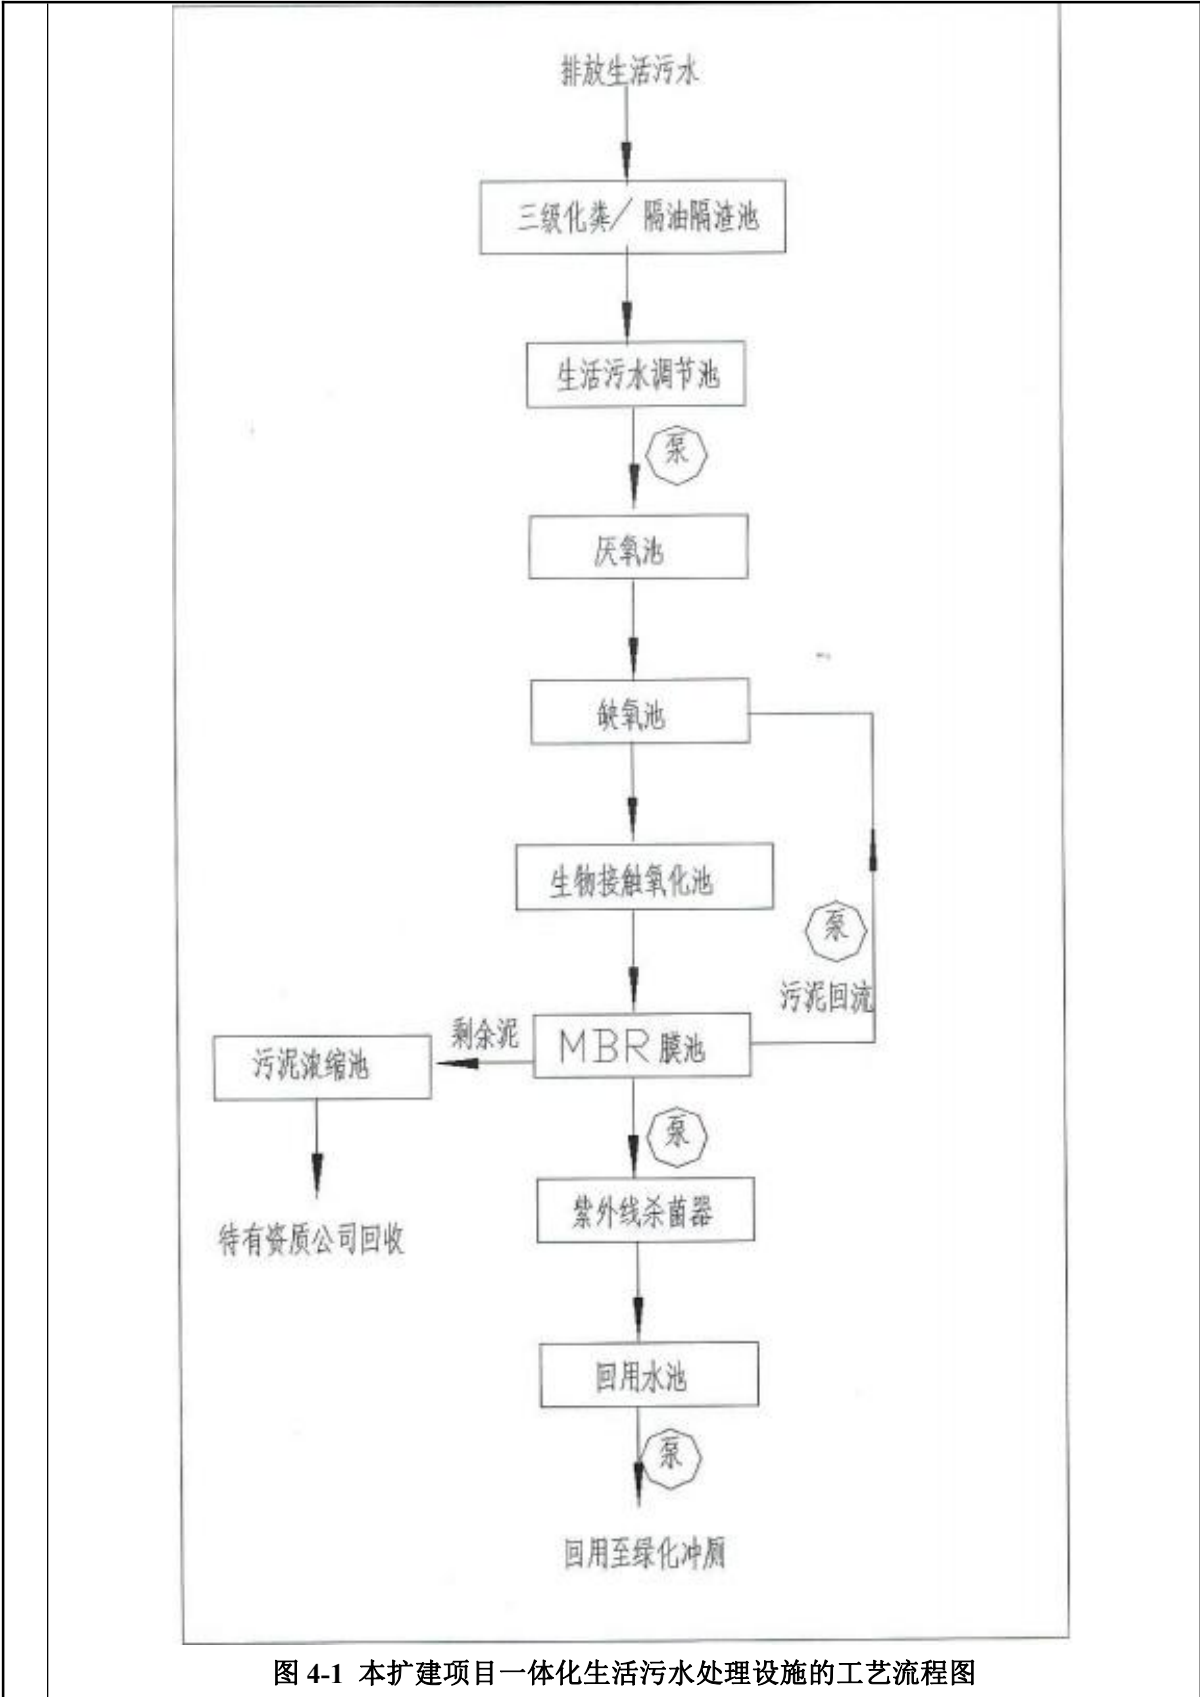 排放生活污水
三级化粪/隔油隔渣池
生活污水调节池
泵
厌氧池
缺氧池
生物接触氧化池
泵
污泥回流
剩余泥
MBR膜池
污泥浓缩池
泵
紫外线杀菌器
待有资质公司回收
回用水池
泵
回用至绿化冲厕
图 4-1 本扩建项目一体化生活污水处理设施的工艺流程图